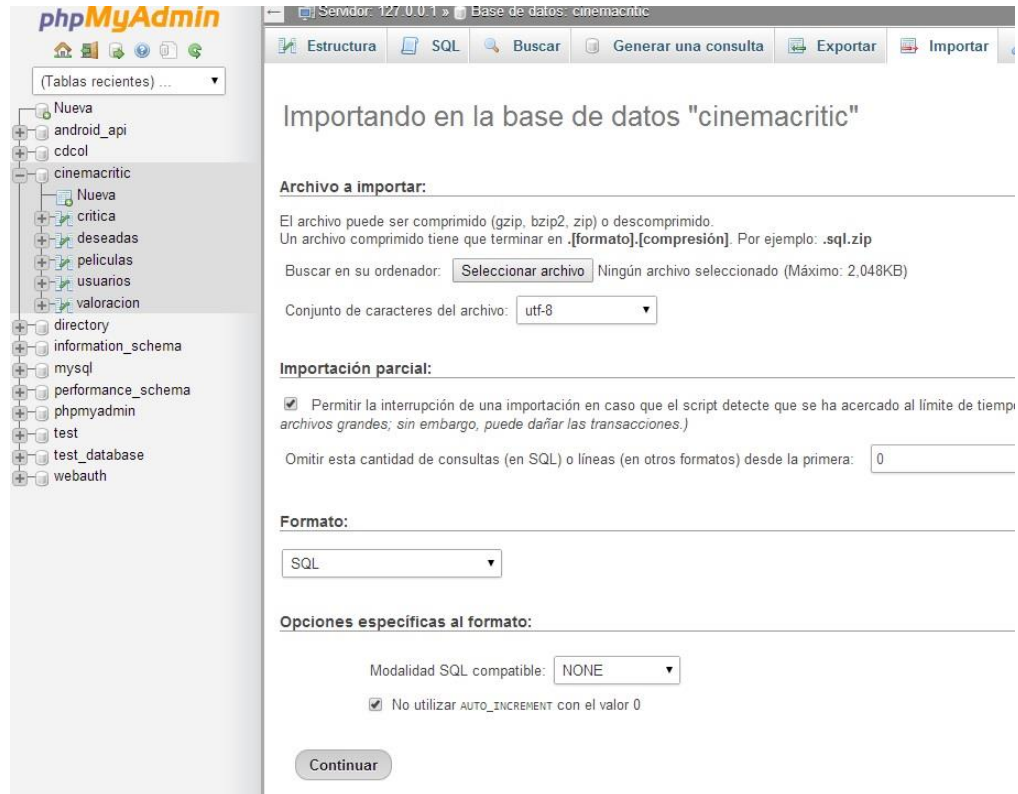 phpMyAdmin
(Tablas recientes) ...
Nueva
android_api
cdcol
cinemacritic
Nueva
critica
deseadas
peliculas
usuarios
valoracion
directory
information_schema
mysql
performance_schema
phpmyadmin
test
test_database
webauth
Servidor: 127.0.0.1 » Base de datos: cinemacritic
Estructura SQL Buscar Generar una consulta Exportar Importar
Importando en la base de datos "cinemacritic"
Archivo a importar:
El archivo puede ser comprimido (gzip, bzip2, zip) o descomprimido.
Un archivo comprimido tiene que terminar en .[formato].[compresión]. Por ejemplo: .sql.zip
Buscar en su ordenador: Seleccionar archivo Ningún archivo seleccionado (Máximo: 2,048KB)
Conjunto de caracteres del archivo: utf-8
Importación parcial:
Permitir la interrupción de una importación en caso que el script detecte que se ha acercado al límite de tiemp
archivos grandes; sin embargo, puede dañar las transacciones.)
Omitir esta cantidad de consultas (en SQL) o líneas (en otros formatos) desde la primera: 0
Formato:
SQL
Opciones específicas al formato:
Modalidad SQL compatible: NONE
No utilizar AUTO_INCREMENT con el valor 0
Continuar